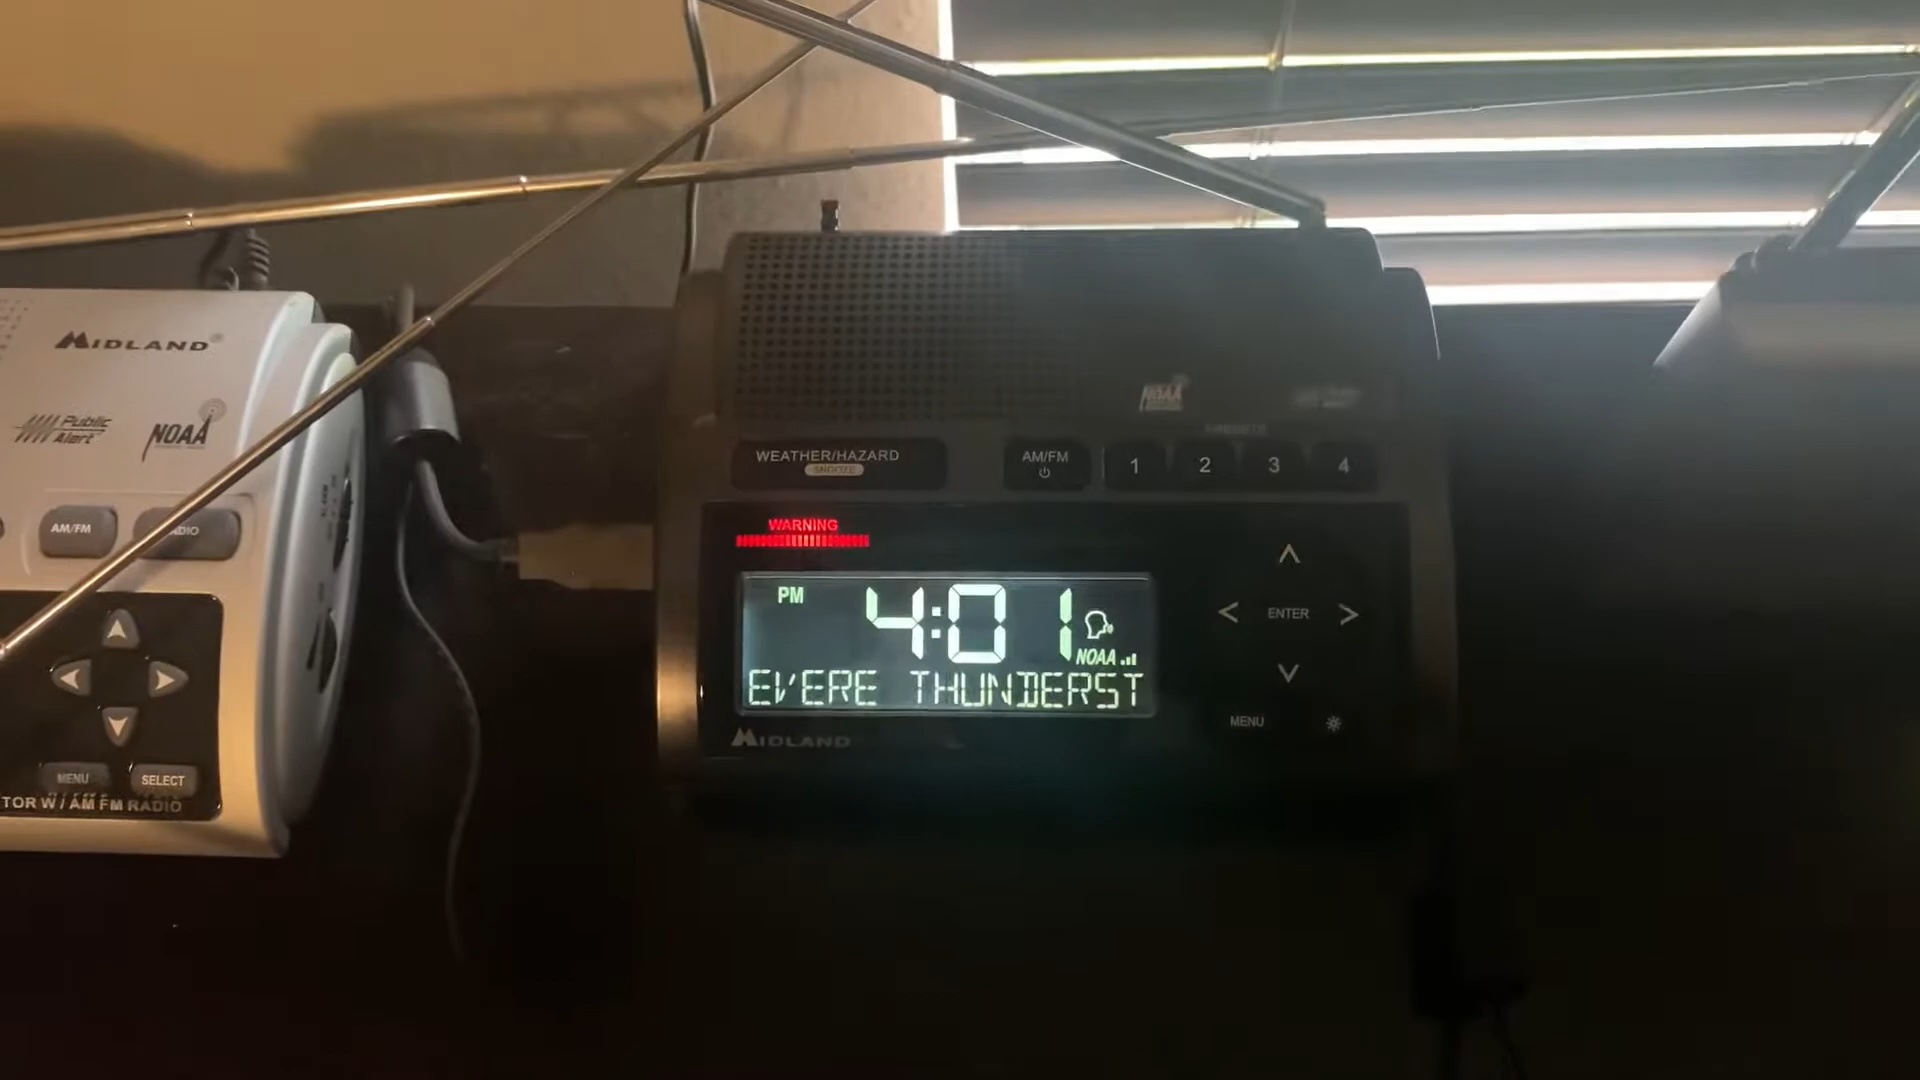 MIDLAND
Public
Alert
NOAA
AM/FM
MENU
SELECT
TOR W/ AM FM RADIO
NOAA
WEATHER/HAZARD
SNOOZE
AM/FM
PRESETS
1
2
3
4
WARNING
PM
4:01
NOAA
EVERE THUNDERST
MIDLAND
ENTER
MENU